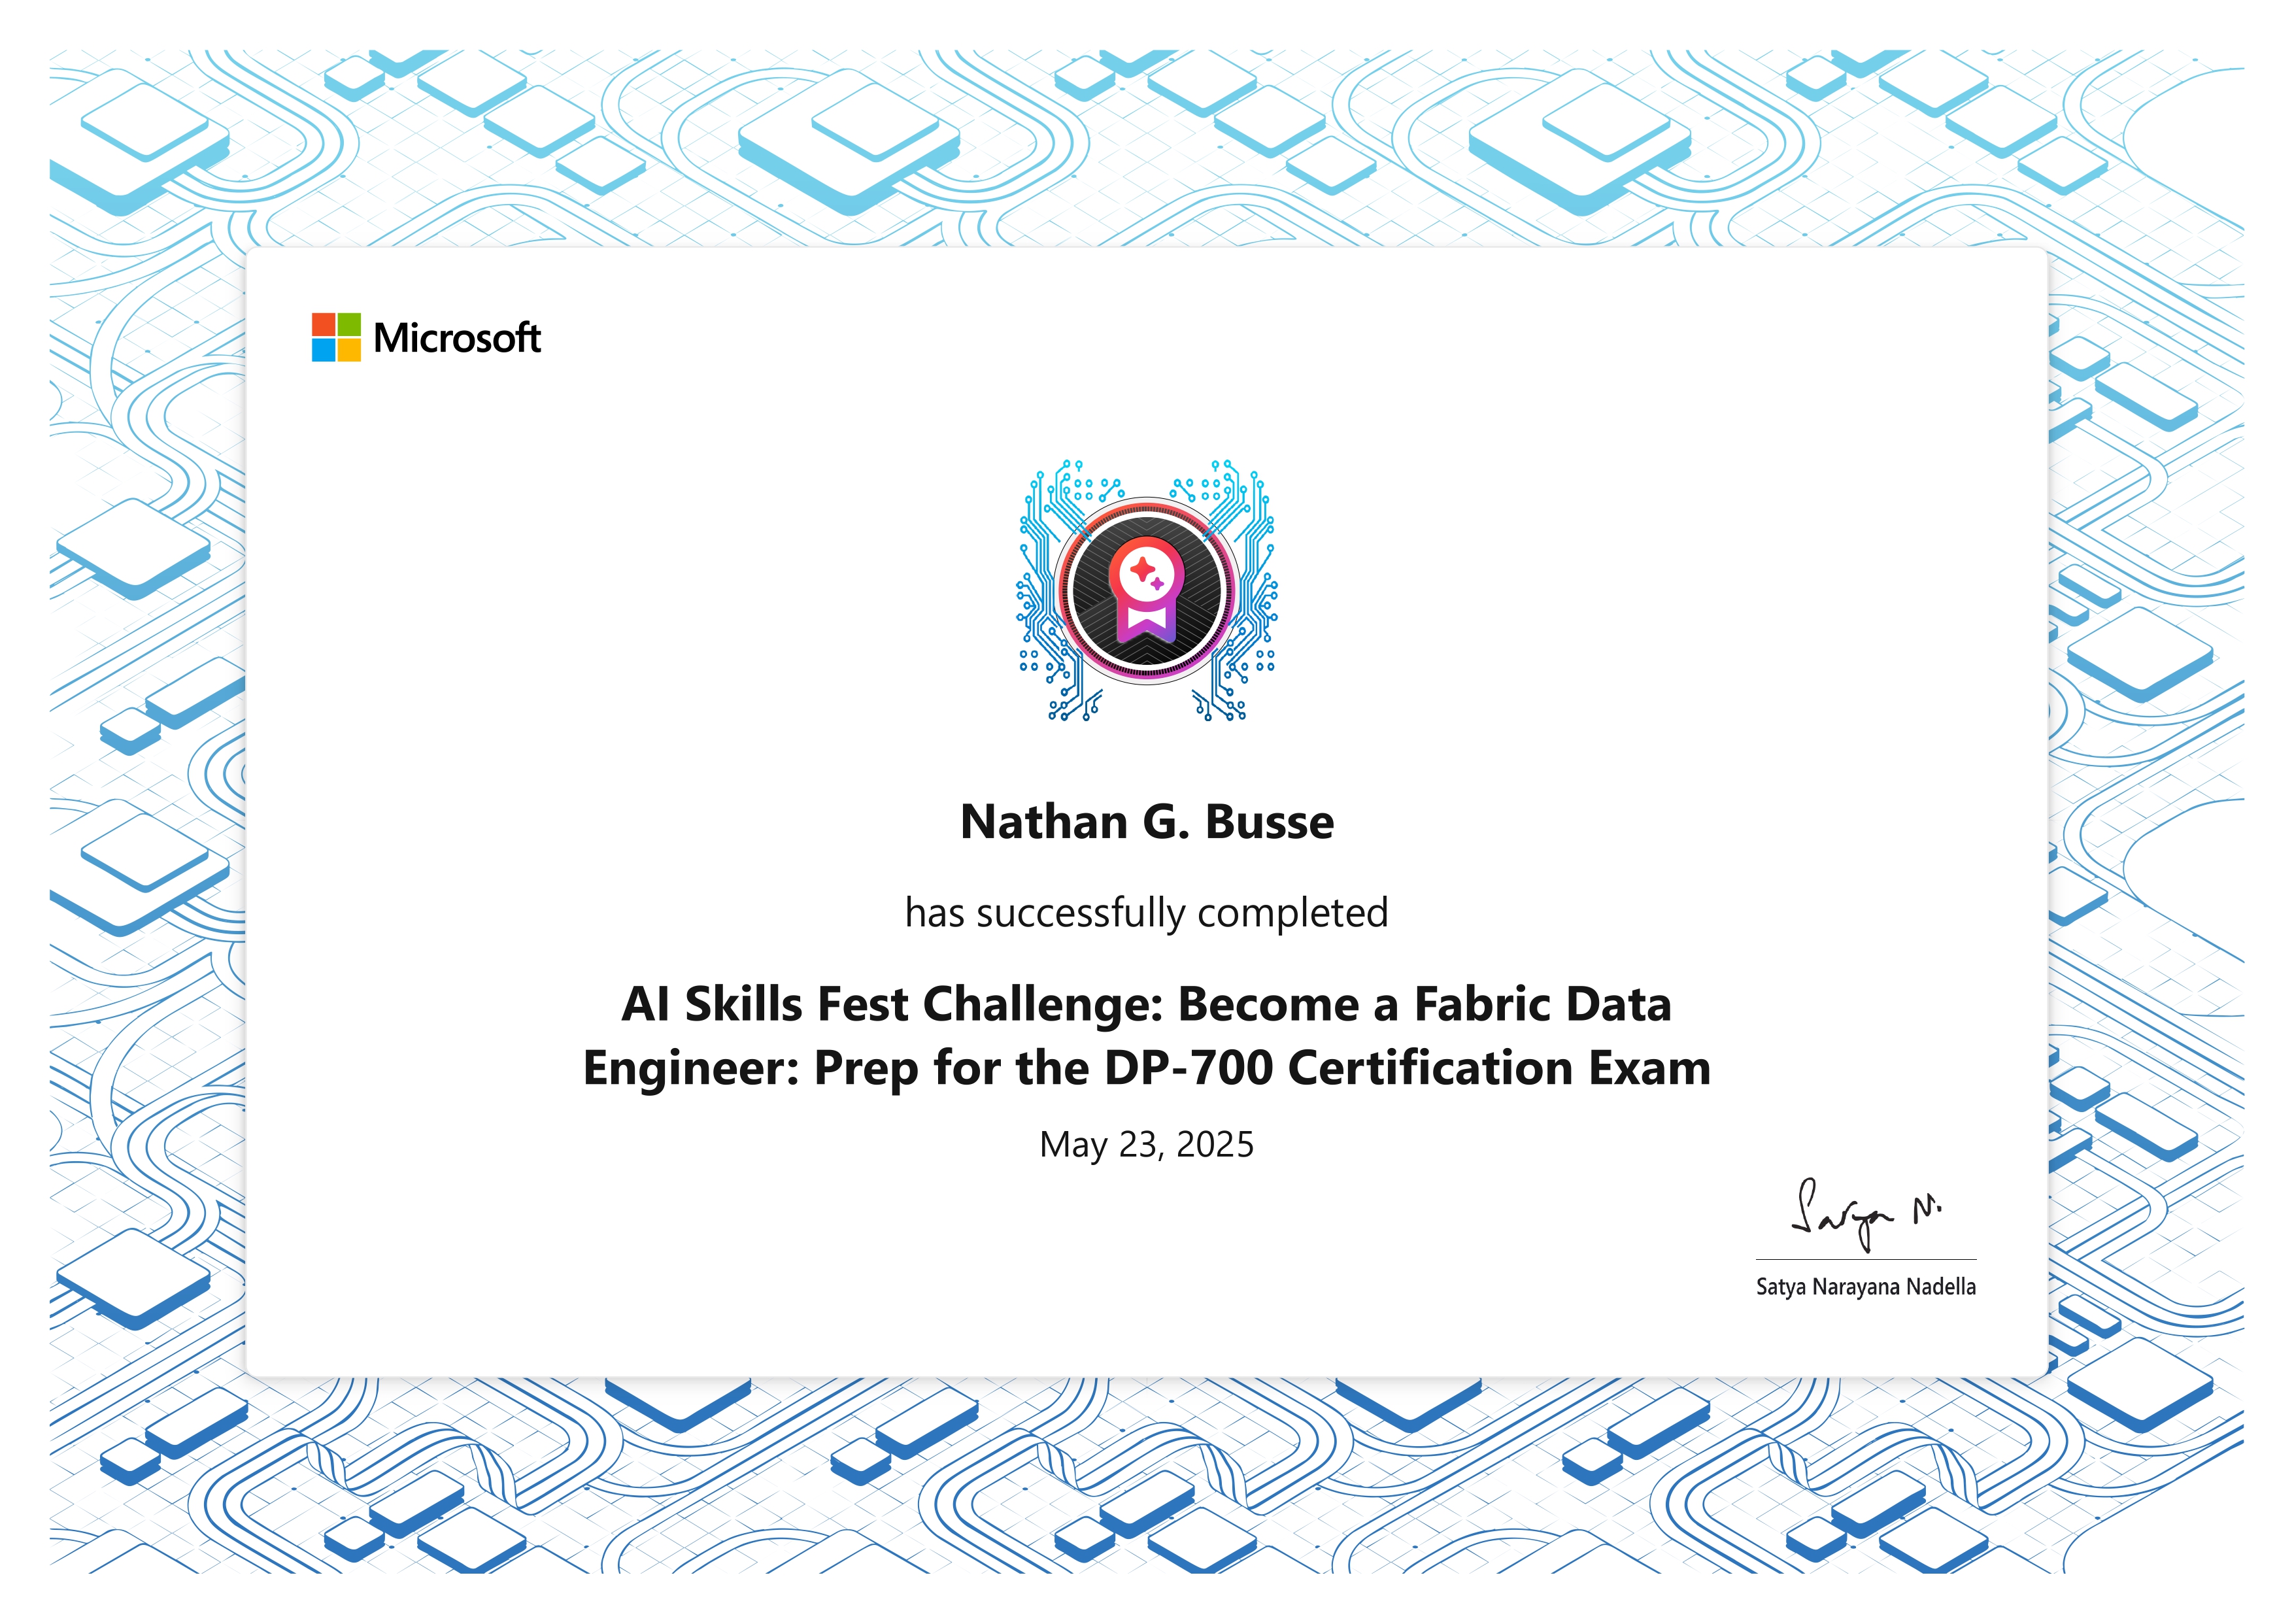 Microsoft
Nathan G. Busse
has successfully completed
AI Skills Fest Challenge: Become a Fabric Data
Engineer: Prep for the DP-700 Certification Exam
May 23, 2025
Satya N.
Satya Narayana Nadella